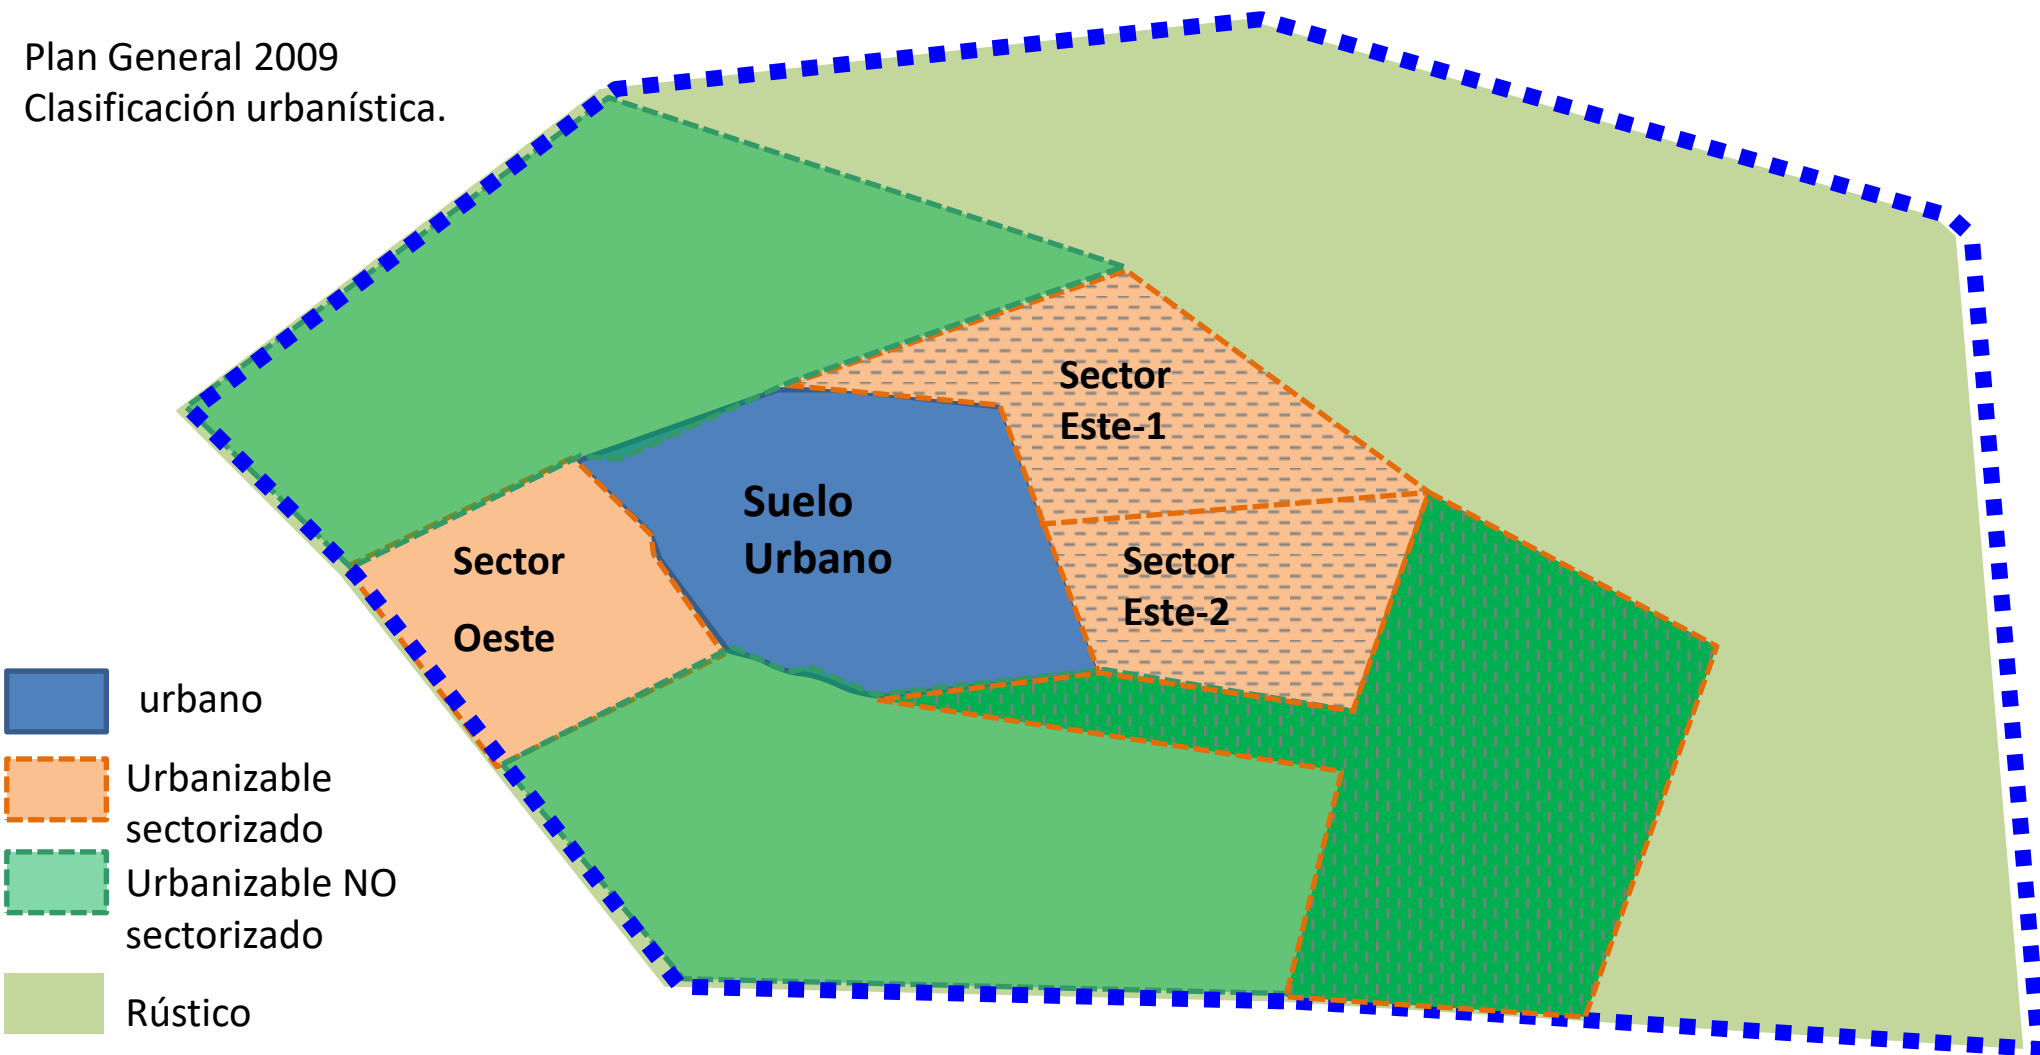 Plan General 2009
Clasificación urbanística.
Sector
Este-1
Suelo
Urbano
Sector
Este-2
Sector
Oeste
urbano
Urbanizable
sectorizado
Urbanizable NO
sectorizado
Rústico